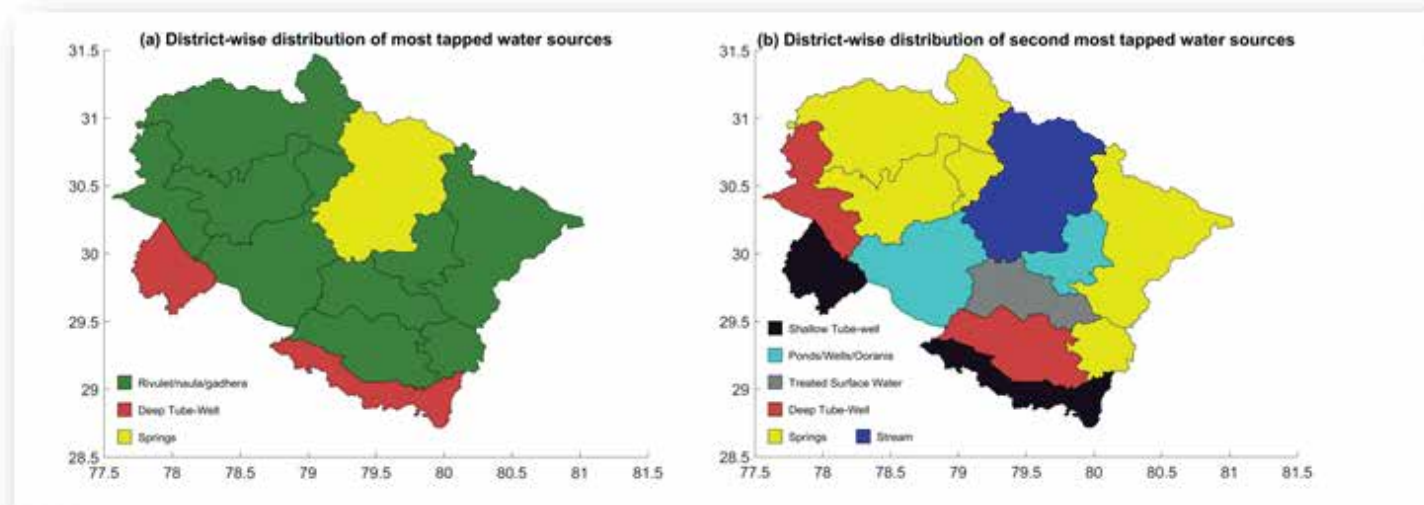 (a) District-wise distribution of most tapped water sources
31.5
31
30.5
30
29.5
29
28.5
77.5 78 78.5 79 79.5 80 80.5 81 81.5
Rivulet/naula/gadhera
Deep Tube-Well
Springs
(b) District-wise distribution of second most tapped water sources
31.5
31
30.5
30
29.5
29
28.5
77.5 78 78.5 79 79.5 80 80.5 81 81.5
Shallow Tube-well
Ponds/Wells/Ooranis
Treated Surface Water
Deep Tube-Well
Springs Stream